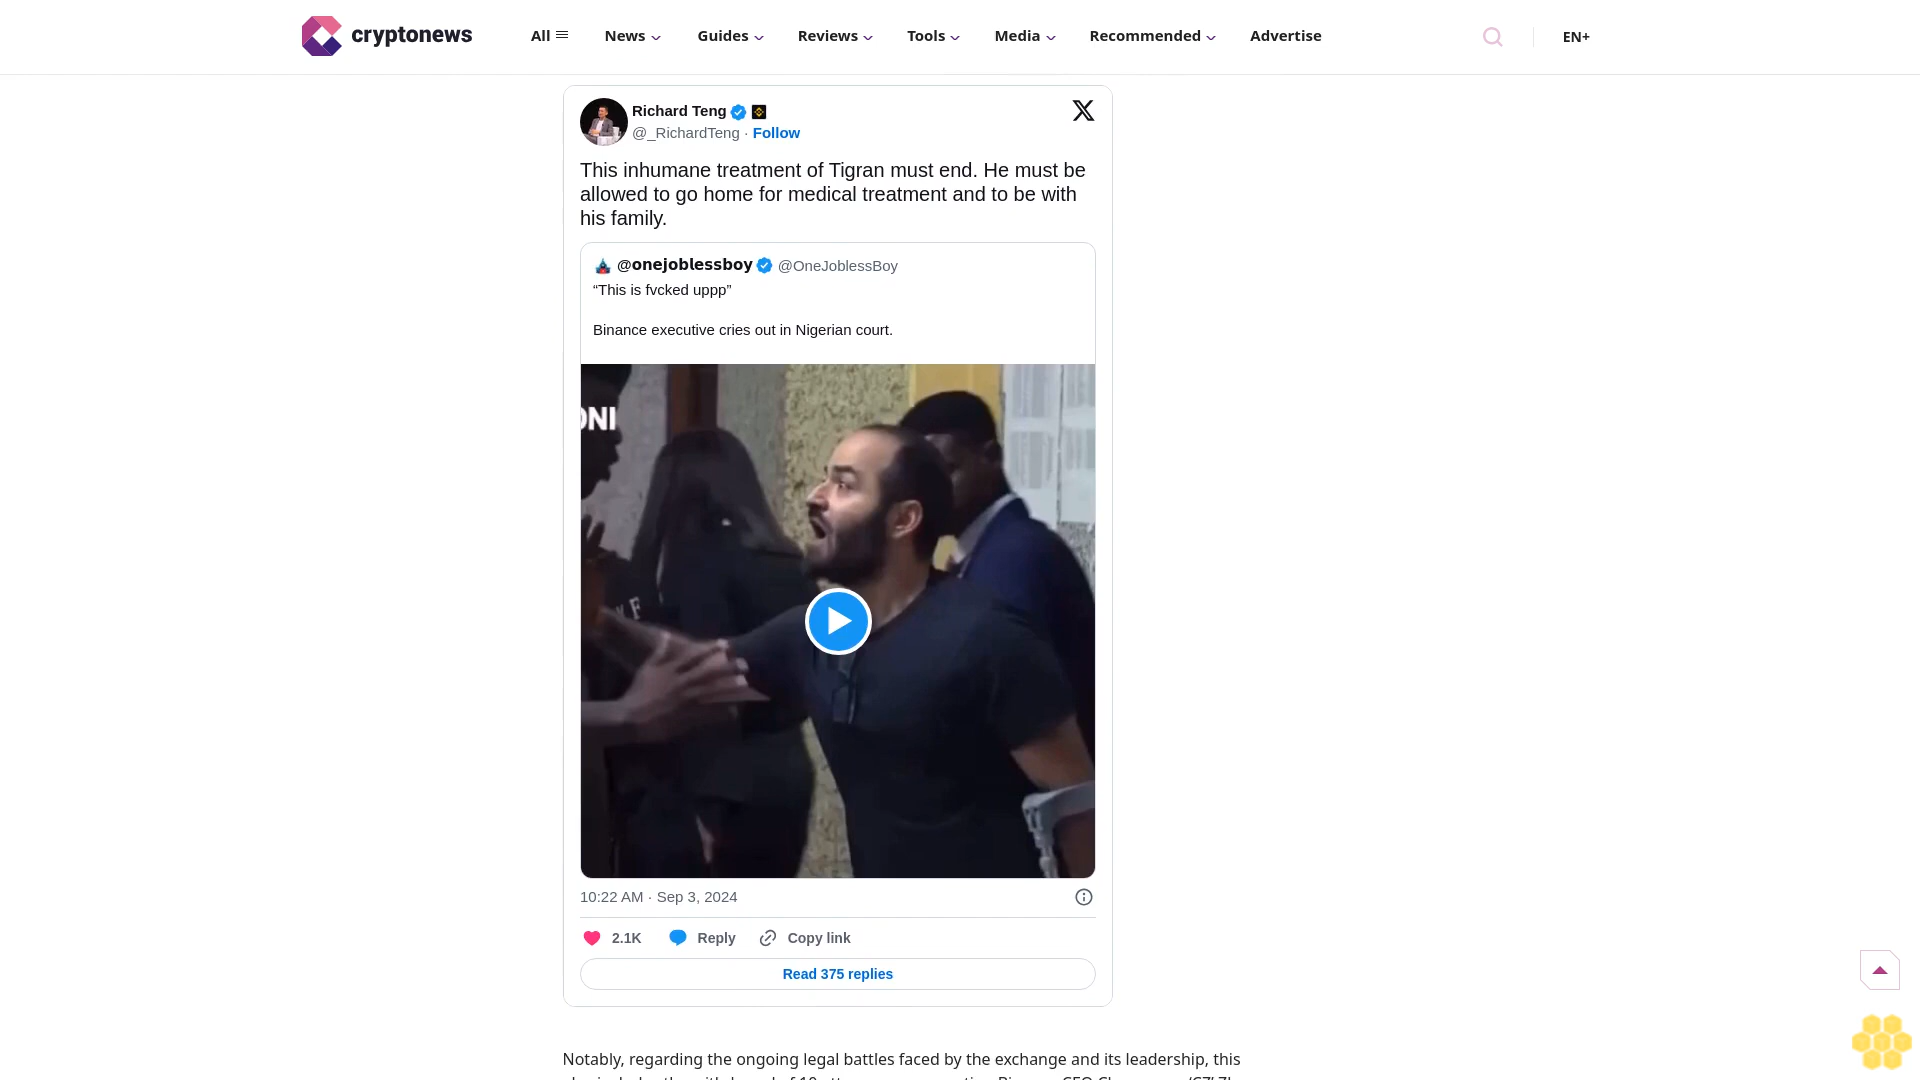 cryptonews
All
News
Guides
Reviews
Tools
Media
Recommended
Advertise
EN+
Richard Teng
@_RichardTeng · Follow
This inhumane treatment of Tigran must end. He must be
allowed to go home for medical treatment and to be with
his family.
@onejoblessboy @OneJoblessBoy
“This is fvcked uppp”
Binance executive cries out in Nigerian court.
ONI
10:22 AM · Sep 3, 2024
2.1K
Reply
Copy link
Read 375 replies
Notably, regarding the ongoing legal battles faced by the exchange and its leadership, this